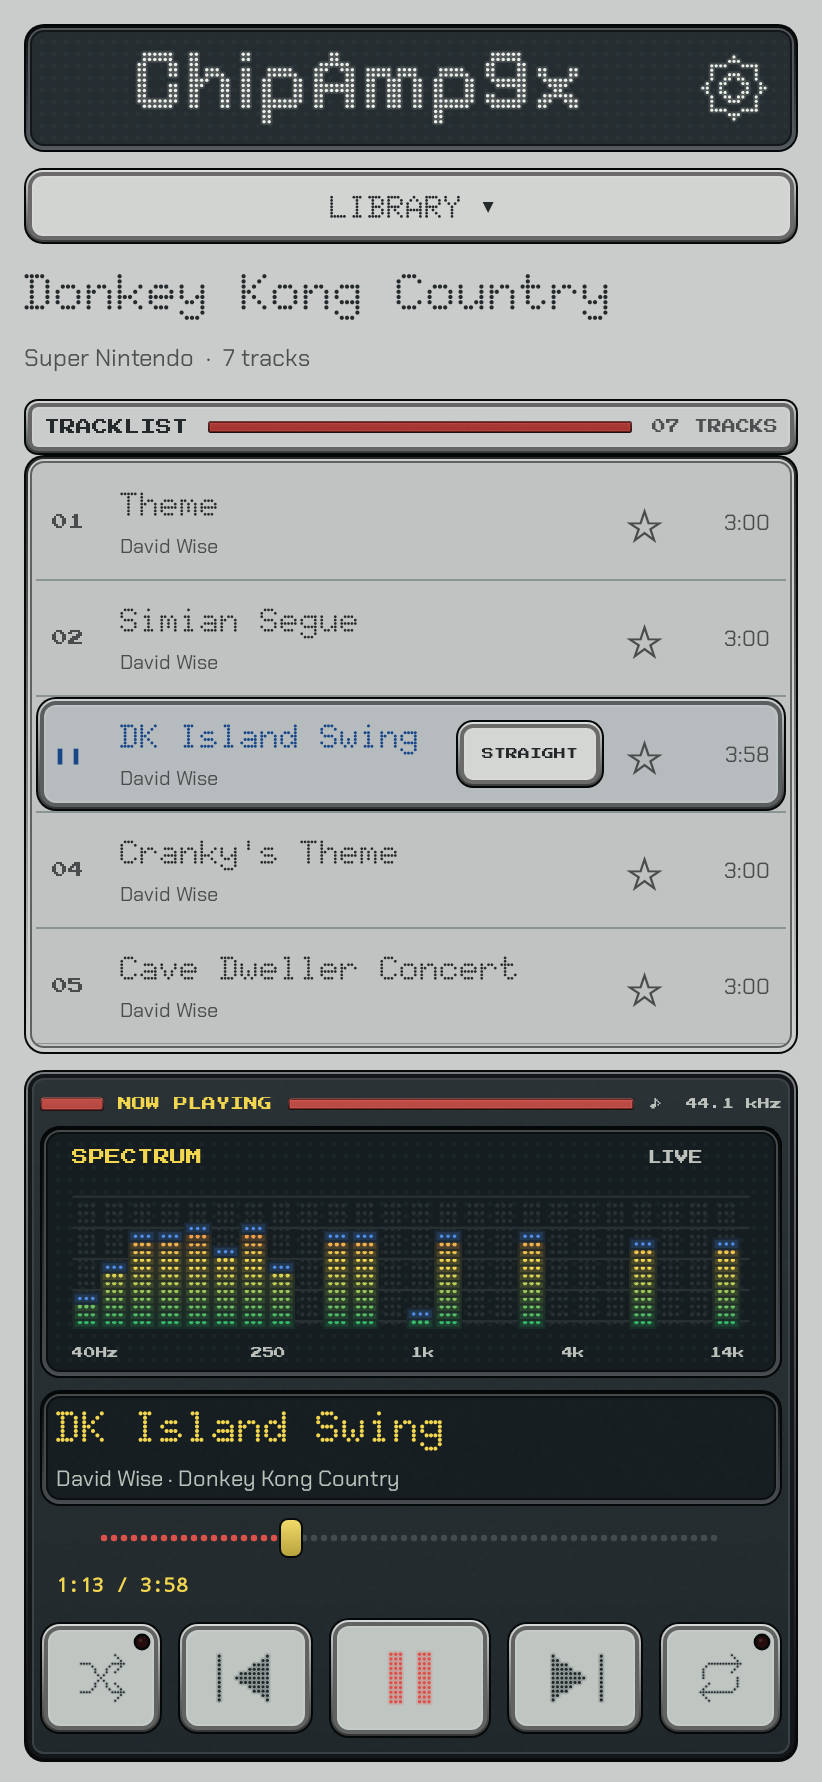 ChipAmp9x
LIBRARY ▼
Donkey Kong Country
Super Nintendo · 7 tracks
TRACKLIST 07 TRACKS
01 Theme 3:00
David Wise
02 Simian Segue 3:00
David Wise
DK Island Swing STRAIGHT 3:58
David Wise
04 Cranky's Theme 3:00
David Wise
05 Cave Dweller Concert 3:00
David Wise
NOW PLAYING ♪ 44.1 kHz
SPECTRUM LIVE
40Hz 250 1k 4k 14k
DK Island Swing
David Wise · Donkey Kong Country
1:13 / 3:58